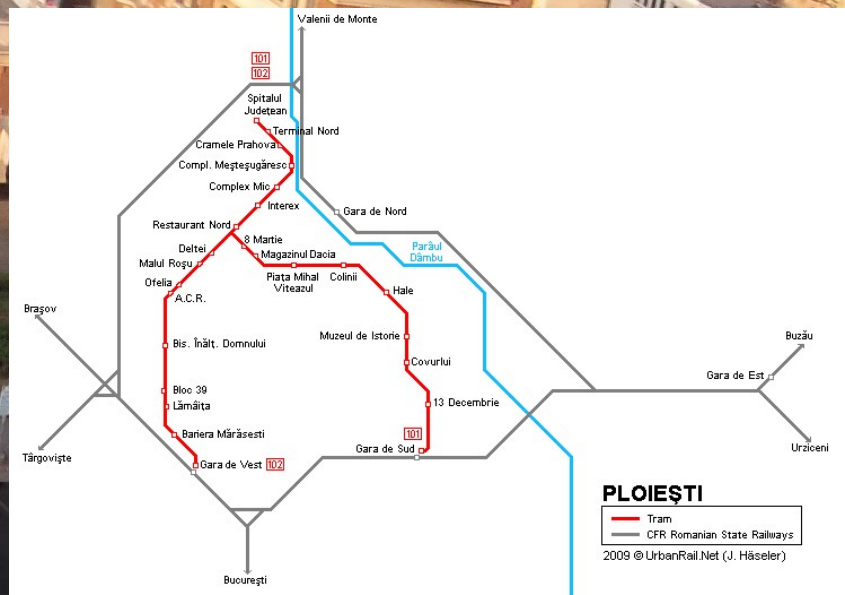 Valenii de Monte
101
102
Spitalul
Județean
Terminal Nord
Cramele Prahova
Compl. Meșteșugăresc
Complex Mic
Interex
Restaurant Nord
Gara de Nord
8 Martie
Deltei
Magazinul Dacia
Parâul
Dâmbu
Malul Roșu
Piața Mihal
Viteazul
Colinii
Ofelia
A.C.R.
Hale
Brașov
Muzeul de Istorie
Buzău
Bis. Înălț. Domnului
Covurlui
Gara de Est
Bloc 39
Lămâița
13 Decembrie
Bariera Mărăsesti
101
Gara de Sud
Urziceni
Târgoviște
Gara de Vest 102
PLOIEȘTI
Tram
CFR Romanian State Railways
2009 © UrbanRail.Net (J. Häseler)
București